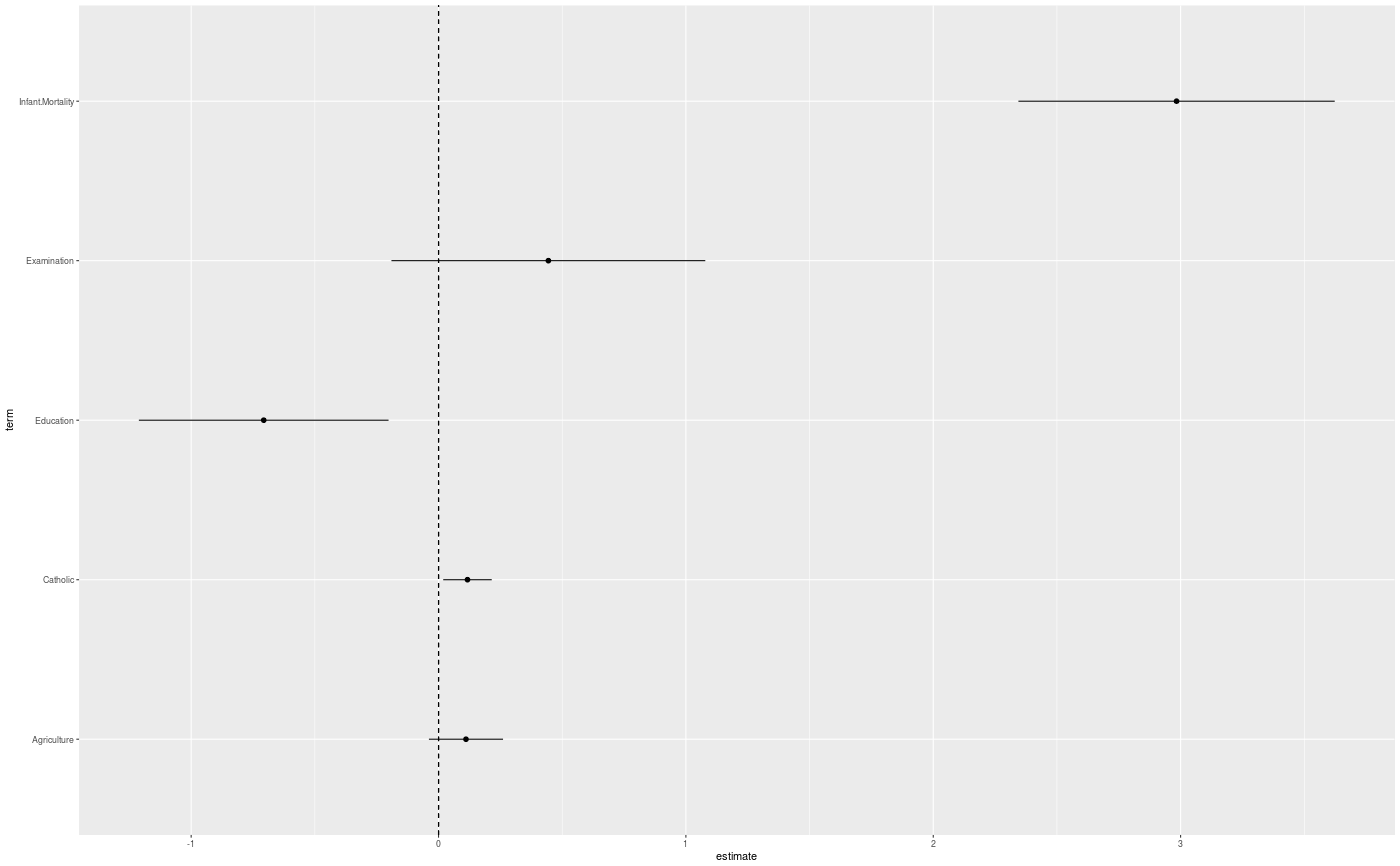 Infant.Mortality
Examination
Education
term
Catholic
Agriculture
-1 0 1 2 3
estimate